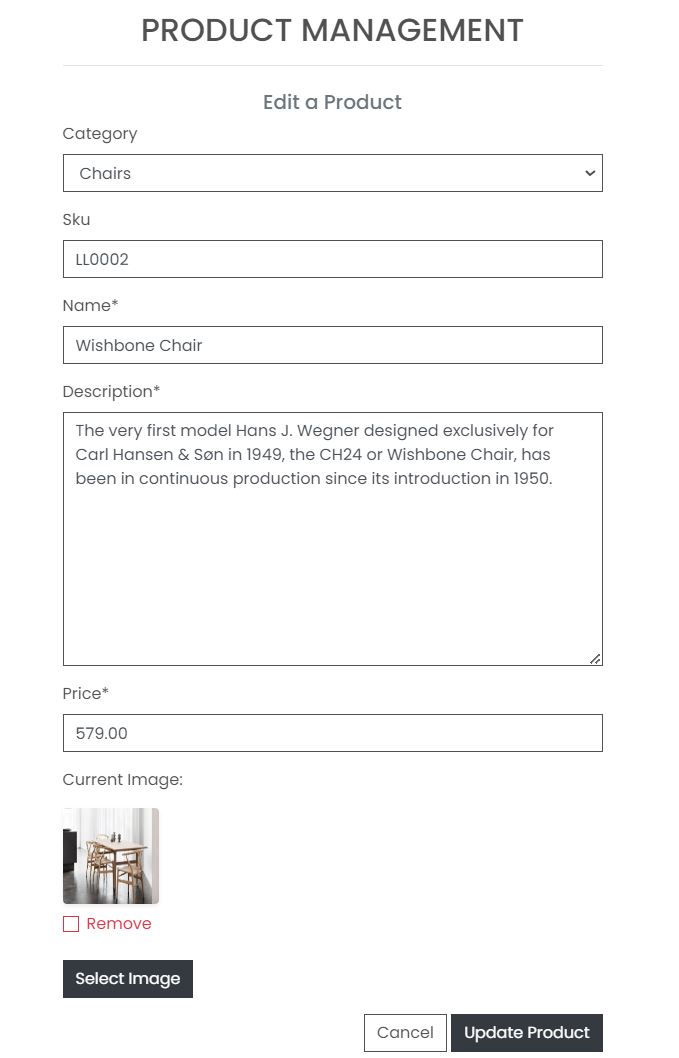 PRODUCT MANAGEMENT
Edit a Product
Category
Chairs
Sku
LL0002
Name*
Wishbone Chair
Description*
The very first model Hans J. Wegner designed exclusively for
Carl Hansen & Søn in 1949, the CH24 or Wishbone Chair, has
been in continuous production since its introduction in 1950.
Price*
579.00
Current Image:
Remove
Select Image
Cancel Update Product